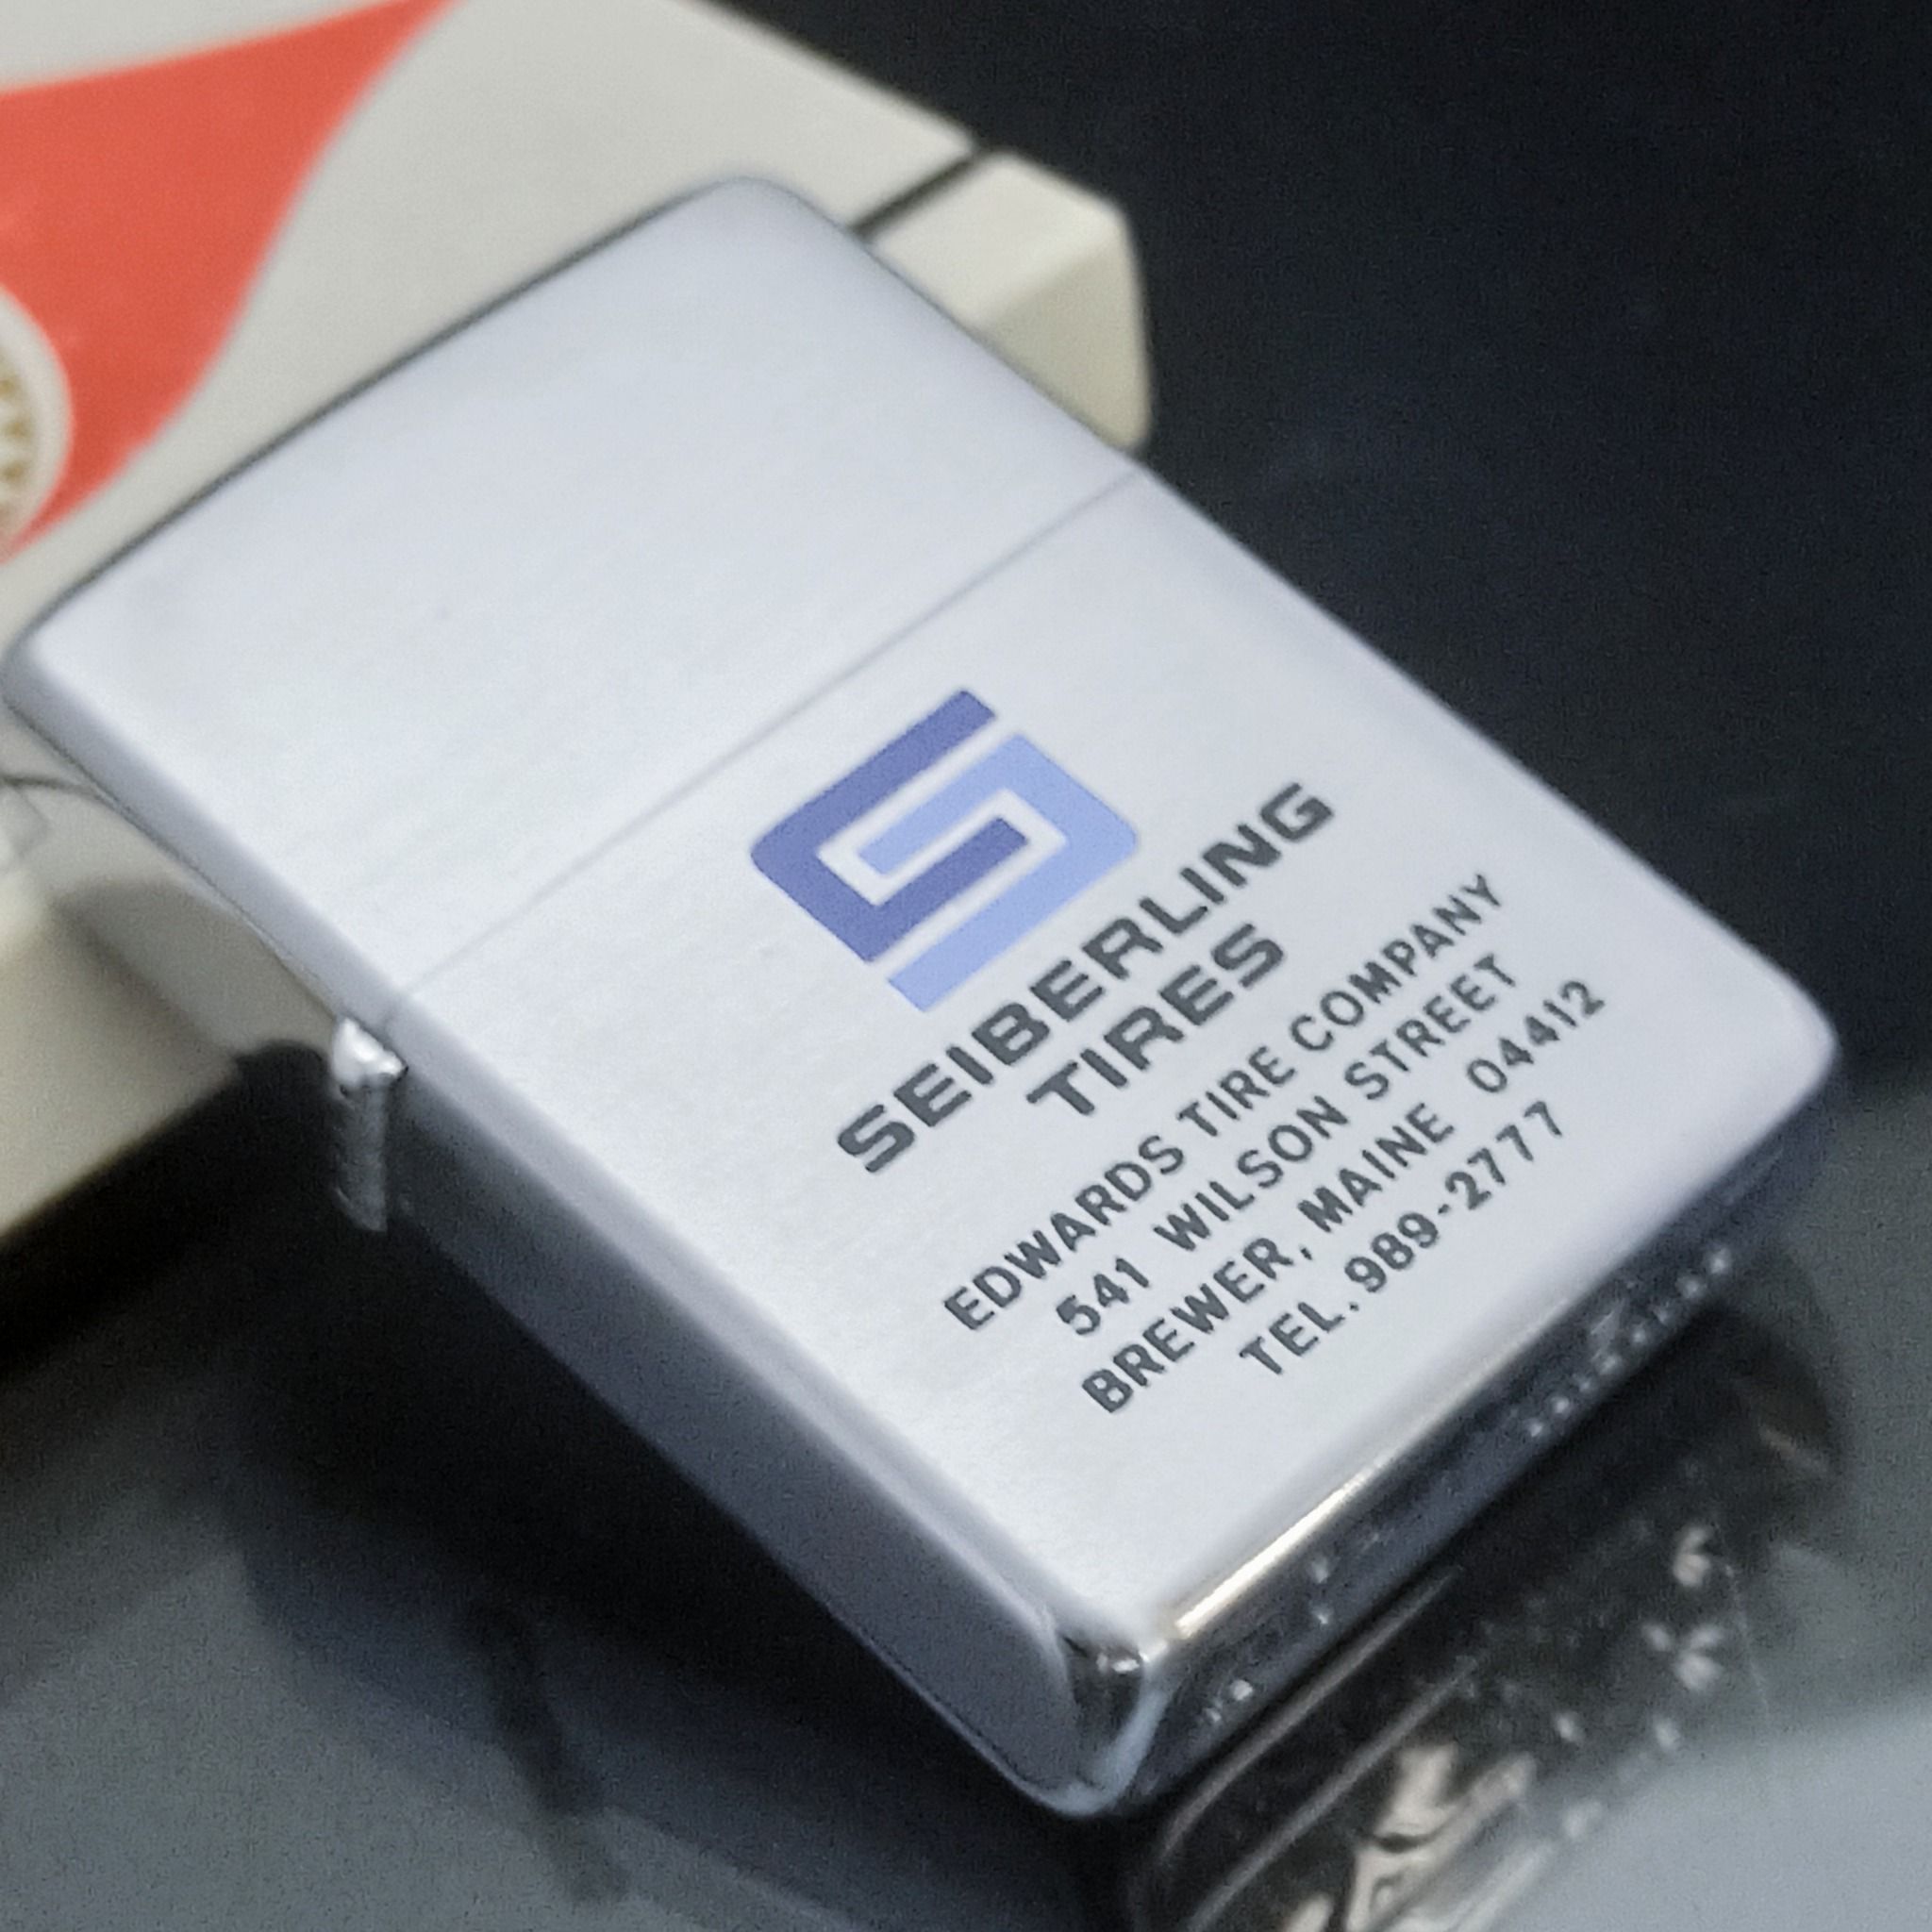 SEIBERLING
TIRES
EDWARDS TIRE COMPANY
541 WILSON STREET
BREWER, MAINE 04412
TEL. 989-2777